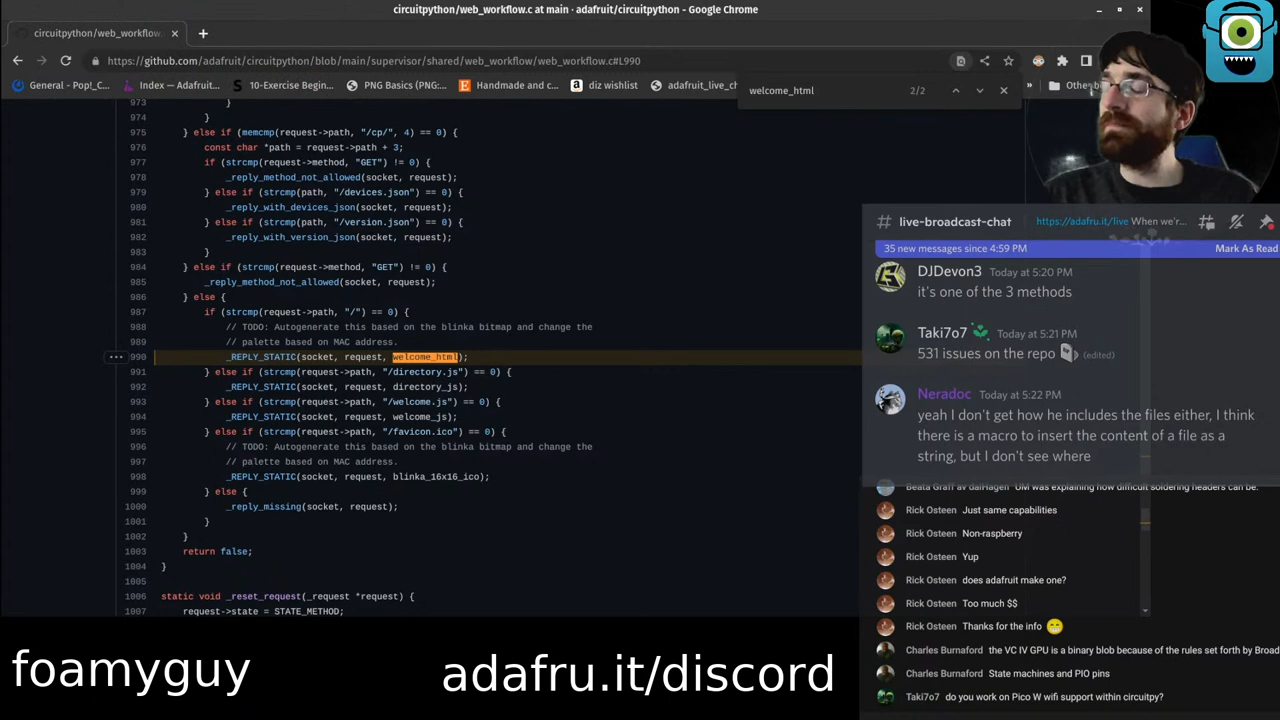 circuitpython/web_workflow.c at main · adafruit/circuitpython - Google Chrome
circuitpython/web_workflow.
https://github.com/adafruit/circuitpython/blob/main/supervisor/shared/web_workflow/web_workflow.c#L990
General - Pop!_C...
Index — Adafruit ...
10-Exercise Begin...
PNG Basics (PNG:...
Handmade and c...
diz wishlist
adafruit_live_ch
»
Other b
welcome_html 2/2
973 }
974 }
975 } else if (memcmp(request->path, "/cp/", 4) == 0) {
976 const char *path = request->path + 3;
977 if (strcmp(request->method, "GET") != 0) {
978 _reply_method_not_allowed(socket, request);
979 } else if (strcmp(path, "/devices.json") == 0) {
980 _reply_with_devices_json(socket, request);
981 } else if (strcmp(path, "/version.json") == 0) {
982 _reply_with_version_json(socket, request);
983 }
984 } else if (strcmp(request->method, "GET") != 0) {
985 _reply_method_not_allowed(socket, request);
986 } else {
987 if (strcmp(request->path, "/") == 0) {
988 // TODO: Autogenerate this based on the blinka bitmap and change the
989 // palette based on MAC address.
990 _REPLY_STATIC(socket, request, welcome_html);
991 } else if (strcmp(request->path, "/directory.js") == 0) {
992 _REPLY_STATIC(socket, request, directory_js);
993 } else if (strcmp(request->path, "/welcome.js") == 0) {
994 _REPLY_STATIC(socket, request, welcome_js);
995 } else if (strcmp(request->path, "/favicon.ico") == 0) {
996 // TODO: Autogenerate this based on the blinka bitmap and change the
997 // palette based on MAC address.
998 _REPLY_STATIC(socket, request, blinka_16x16_ico);
999 } else {
1000 _reply_missing(socket, request);
1001 }
1002 }
1003 return false;
1004 }
1005
1006 static void _reset_request(_request *request) {
1007 request->state = STATE_METHOD;
# live-broadcast-chat https://adafru.it/live When we'r...
35 new messages since 4:59 PM Mark As Read
DJDevon3 Today at 5:20 PM
it's one of the 3 methods
Taki7o7 Today at 5:21 PM
531 issues on the repo (edited)
Neradoc Today at 5:22 PM
yeah I don't get how he includes the files either, I think
there is a macro to insert the content of a file as a
string, but I don't see where
UM was explaining how difficult soldering headers can be.
Rick Osteen Just same capabilities
Rick Osteen Non-raspberry
Rick Osteen Yup
Rick Osteen does adafruit make one?
Rick Osteen Too much $$
Rick Osteen Thanks for the info
Charles Burnaford the VC IV GPU is a binary blob because of the rules set forth by Broad
Charles Burnaford State machines and PIO pins
Taki7o7 do you work on Pico W wifi support within circuitpy?
foamyguy
adafru.it/discord